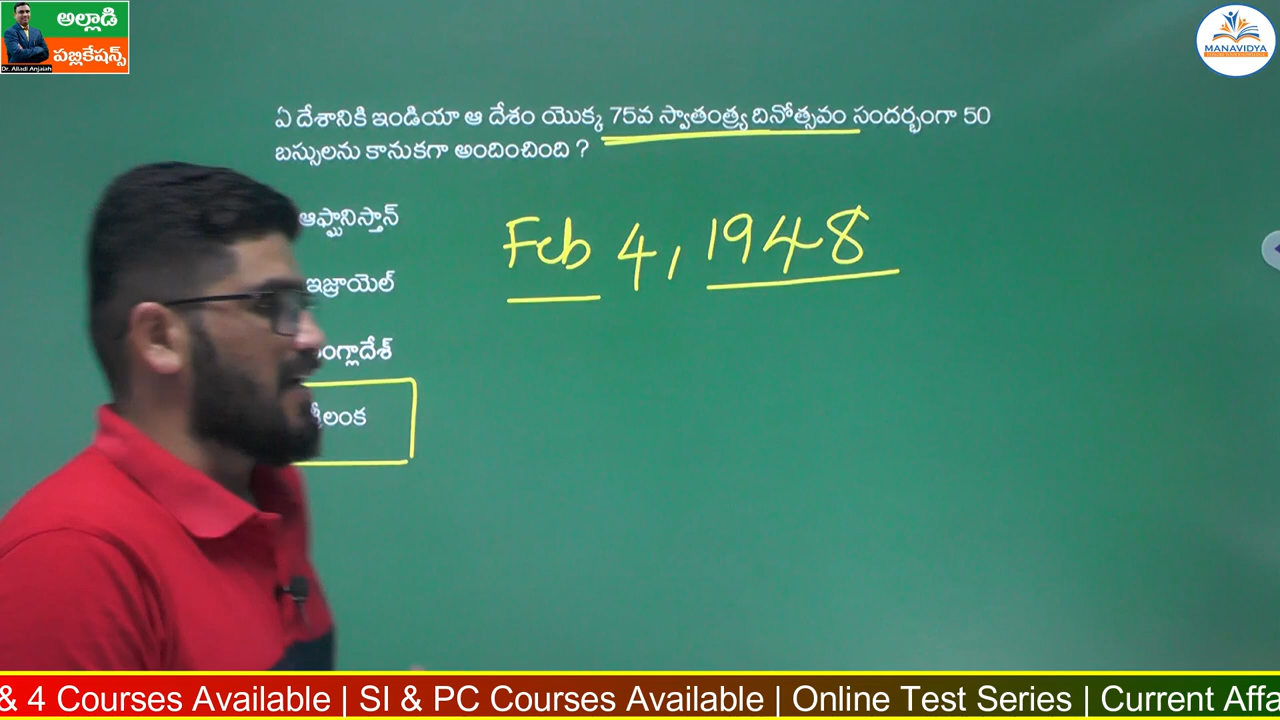 అల్లాడి
పబ్లికేషన్స్
Dr. Alladi Anjaiah
MANAVIDYA
ఏ దేశానికి ఇండియా ఆ దేశం యొక్క 75వ స్వాతంత్ర్య దినోత్సవం సందర్భంగా 50
బస్సులను కానుకగా అందించింది ?
ఆఫ్ఘానిస్తాన్
Feb 4, 1948
ఇజ్రాయెల్
శ్రీలంక
& 4 Courses Available | SI & PC Courses Available | Online Test Series | Current